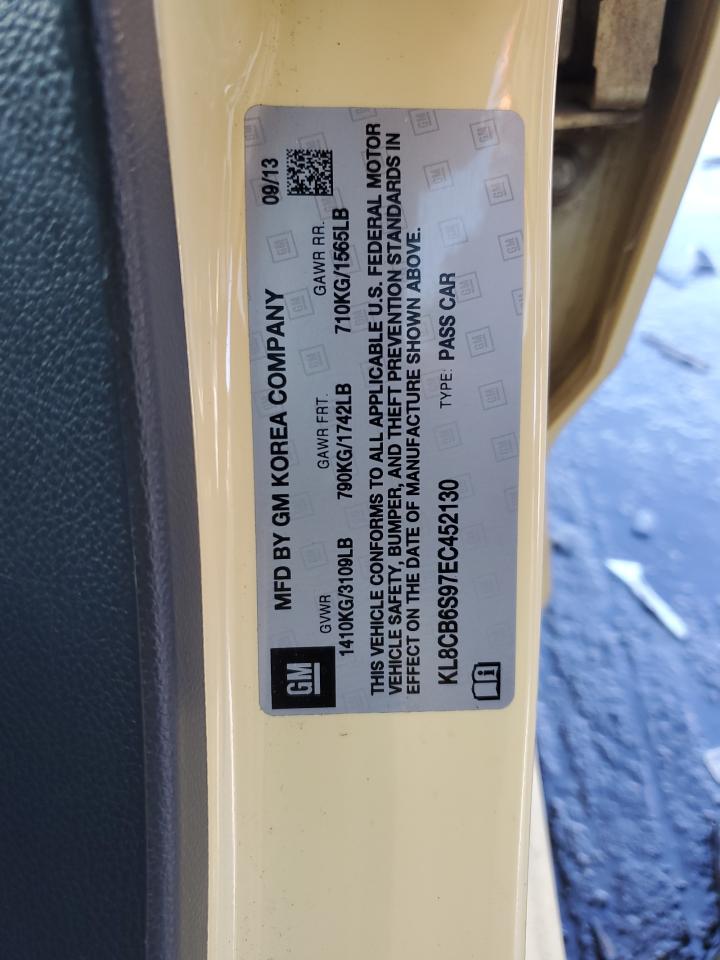 MFD BY GM KOREA COMPANY
09/13
GVWR
GAWR FRT.
GAWR RR.
1410KG/3109LB
790KG/1742LB
710KG/1565LB
THIS VEHICLE CONFORMS TO ALL APPLICABLE U.S. FEDERAL MOTOR
VEHICLE SAFETY, BUMPER, AND THEFT PREVENTION STANDARDS IN
EFFECT ON THE DATE OF MANUFACTURE SHOWN ABOVE.
KL8CB6S97EC452130
TYPE: PASS CAR
GM